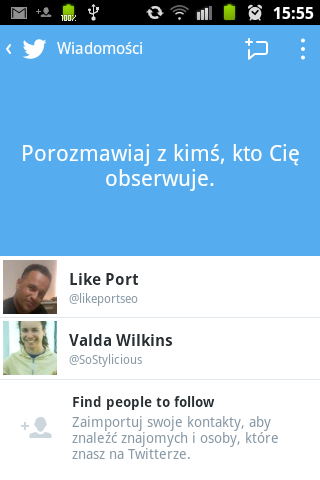 100%
15:55
Wiadomości
Porozmawiaj z kimś, kto Cię
obserwuje.
Like Port
@likeportseo
Valda Wilkins
@SoStylicious
Find people to follow
Zaimportuj swoje kontakty, aby
znaleźć znajomych i osoby, które
znasz na Twitterze.